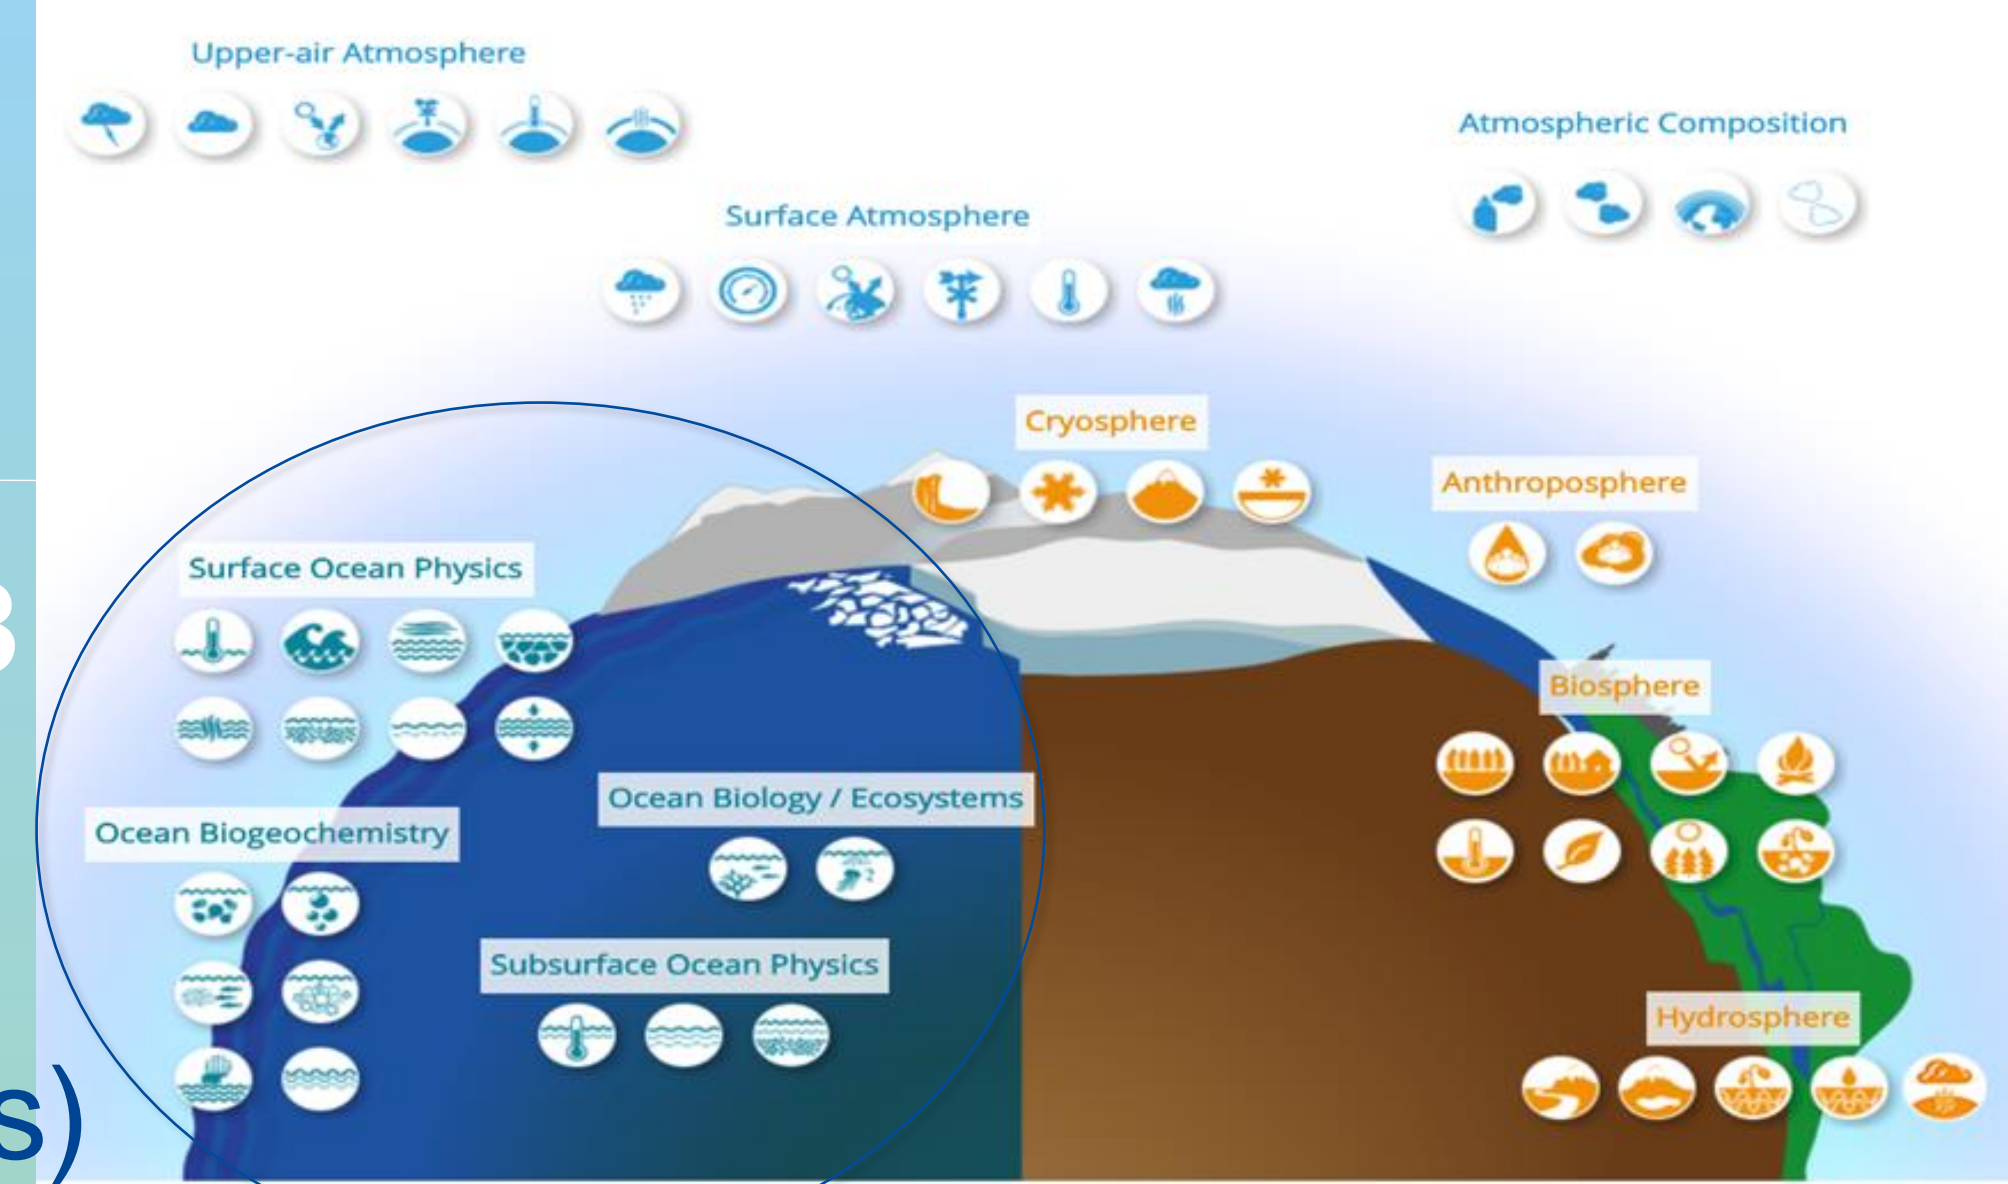 Upper-air Atmosphere
Atmospheric Composition
Surface Atmosphere
Cryosphere
Anthroposphere
Surface Ocean Physics
Biosphere
Ocean Biology / Ecosystems
Ocean Biogeochemistry
Subsurface Ocean Physics
Hydrosphere
s)